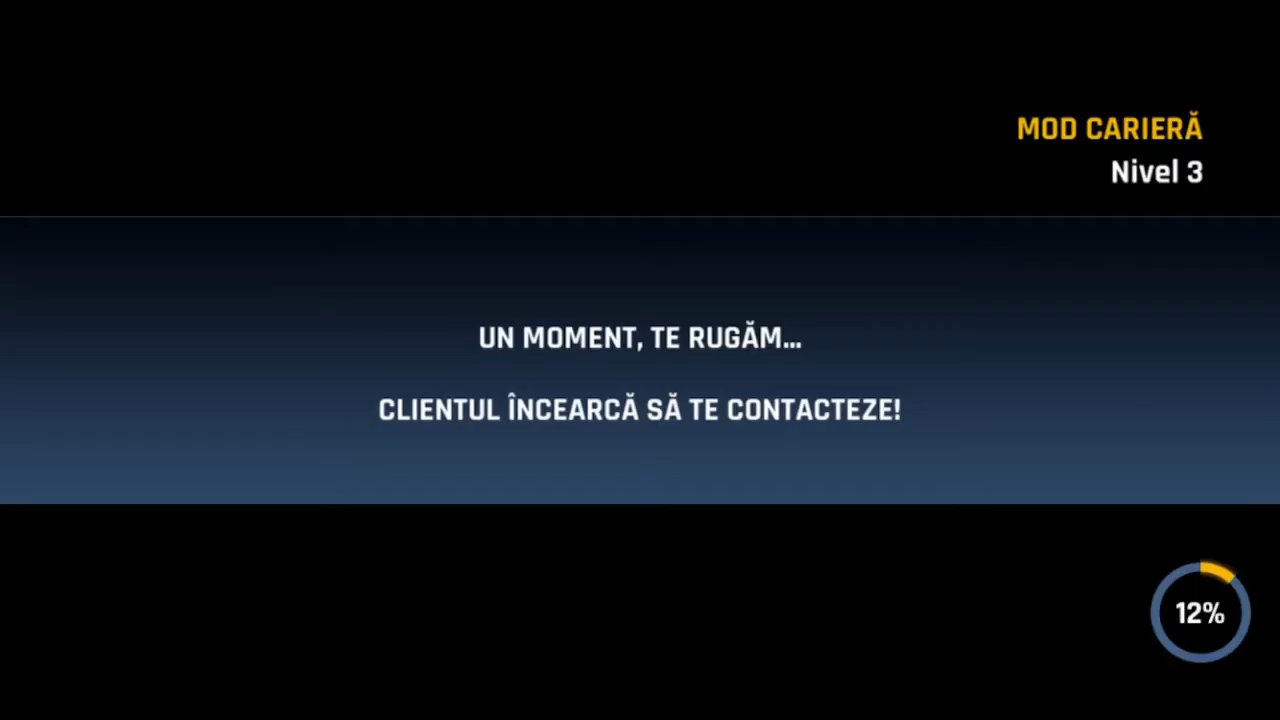 MOD CARIERĂ
Nivel 3
UN MOMENT, TE RUGĂM...
CLIENTUL ÎNCEARCĂ SĂ TE CONTACTEZE!
12%